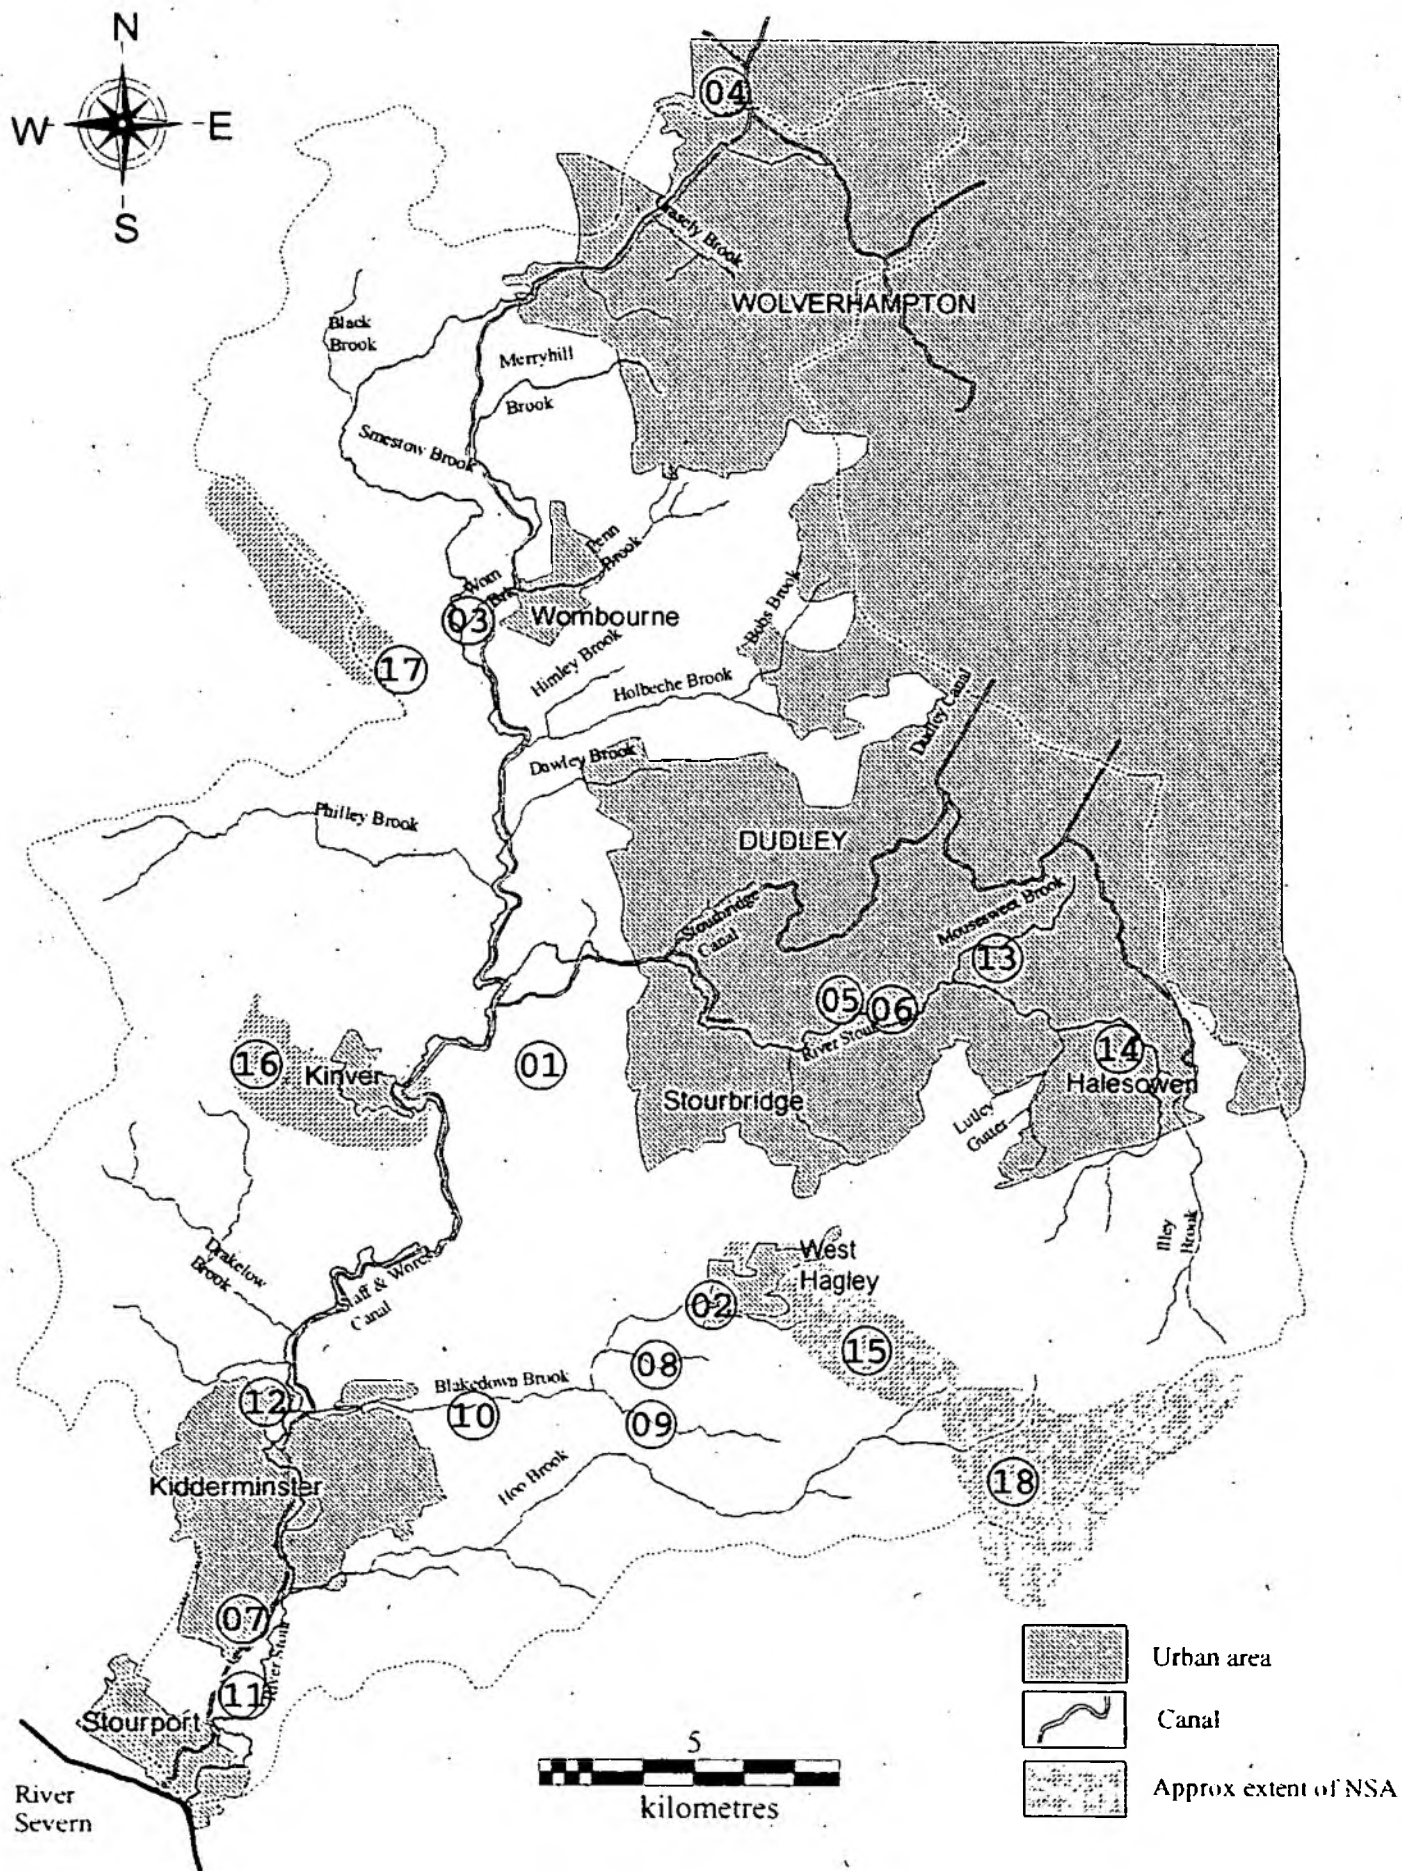 N
W
E
S
04
Brook
WOLVERHAMPTON
Black
Brook
Merryhill
Brook
Smestow Brook
Penn
Brook
Wom
Brk
03
Wombourne
Bobs Brook
17
Himley Brook
Holbeche Brook
Dudley Canal
Dawley Brook
Philley Brook
DUDLEY
Stourbridge
Canal
Mousesweet Brook
13
05
06
River Stour
14
Halesowen
16
Kinver
01
Stourbridge
Lutley
Gutter
Illey
Brook
Drakelow
Brook
Staff & Worcs
Canal
West
Hagley
02
15
08
Blakedown Brook
12
10
09
Kidderminster
Hoo Brook
18
07
River Stour
11
Stourport
River
Severn
5
kilometres
Urban area
Canal
Approx extent of NSA